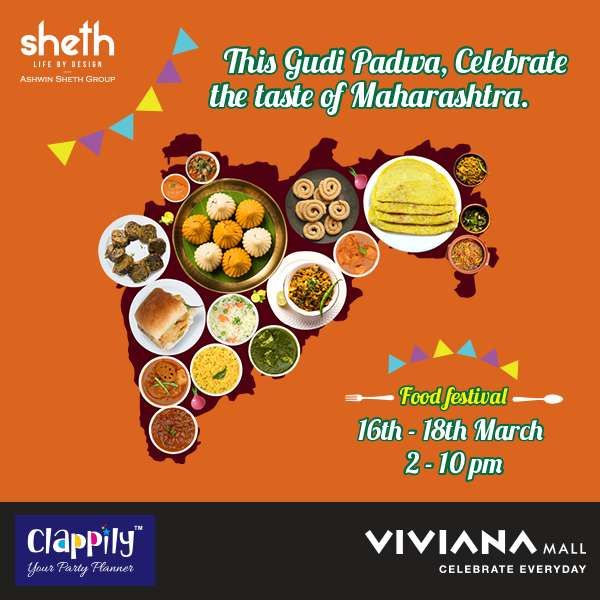 sheth
LIFE BY DESIGN
ASHWIN SHETH GROUP
This Gudi Padwa, Celebrate
the taste of Maharashtra.
Food festival
16th - 18th March
2 - 10 pm
Clappily™
Your Party Planner
VIVIANA MALL
CELEBRATE EVERYDAY